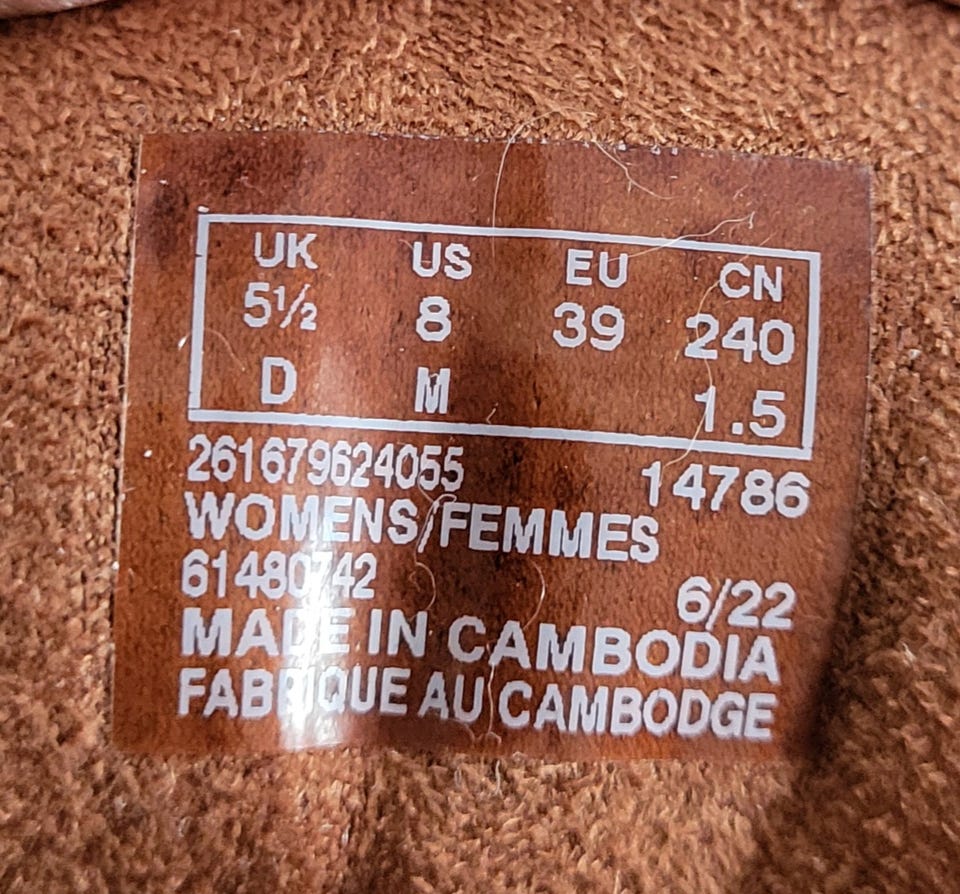 UK US EU CN
5½ 8 39 240
D M 1.5
261679624055 14786
WOMENS/FEMMES
61480742 6/22
MADE IN CAMBODIA
FABRIQUE AU CAMBODGE